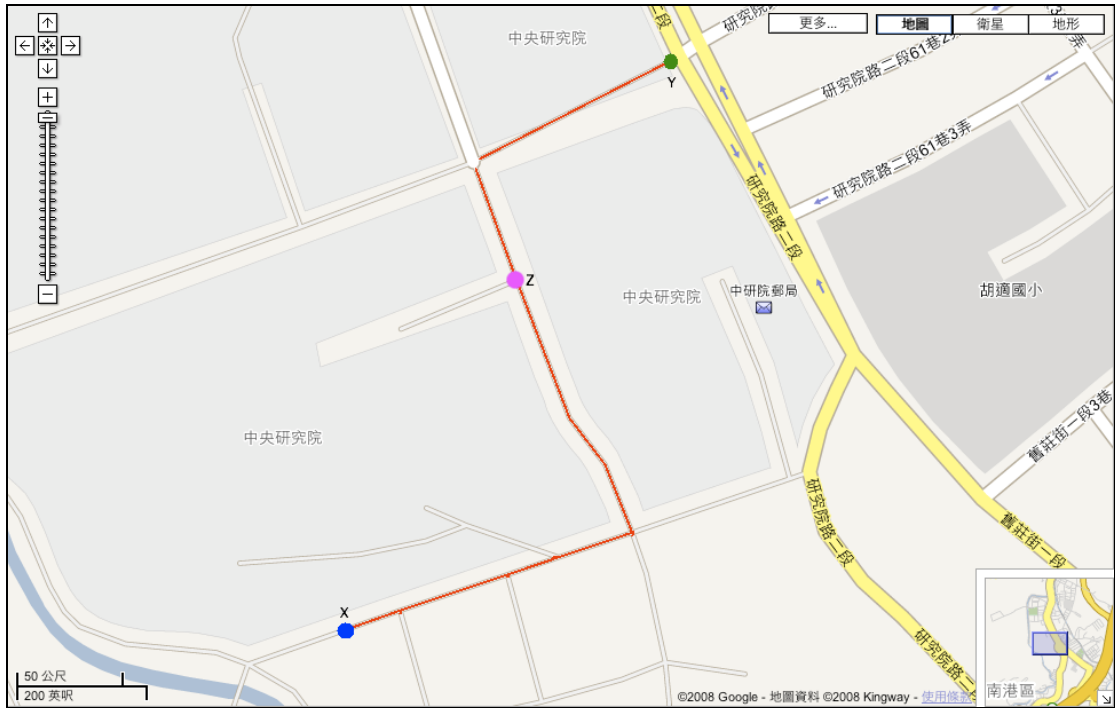 段
中央研究院
更多...
地圖
衛星
地形
3弄
研究院路二段61巷2
Y
研究院路二段61巷3弄
研究院路二段
Z
中央研究院
中研院郵局
胡適國小
中央研究院
舊莊街一段3巷
研究院路二段
舊莊街一段
X
研究院路二段
50 公尺
200 英呎
©2008 Google - 地圖資料 ©2008 Kingway - 使用條款
南港區